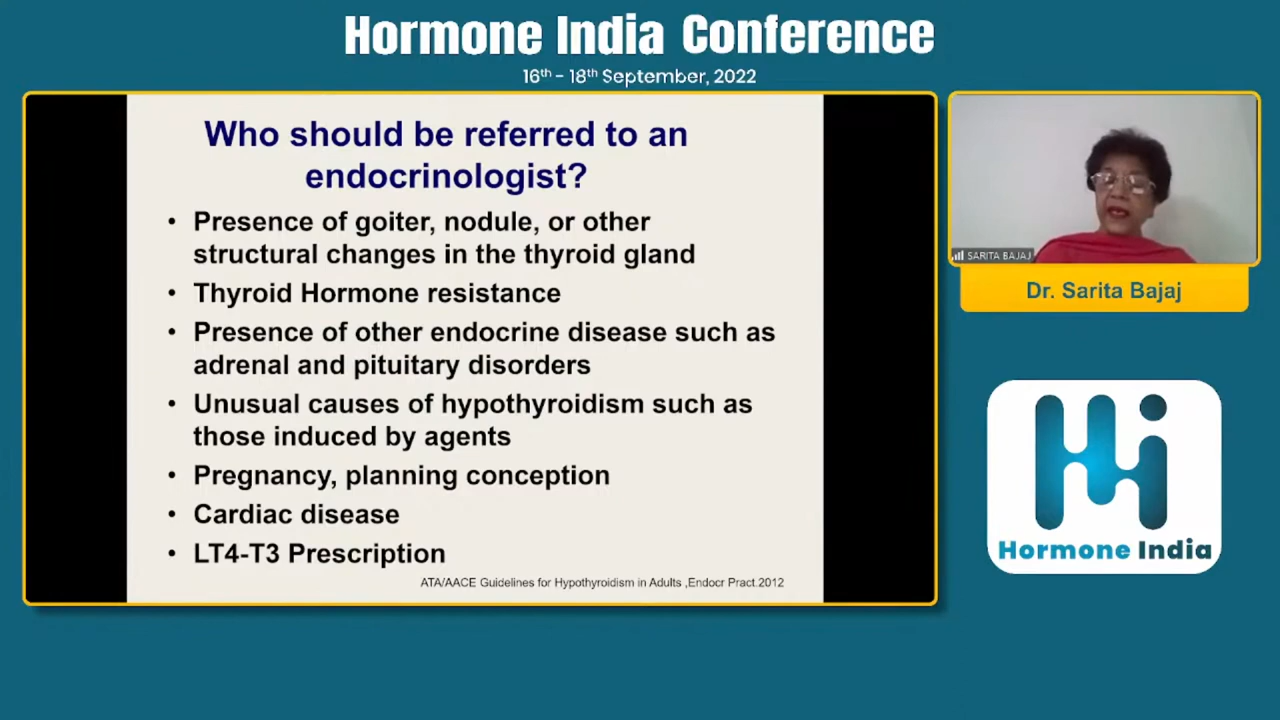 Hormone India Conference
16th - 18th September, 2022
Who should be referred to an
endocrinologist?
• Presence of goiter, nodule, or other
structural changes in the thyroid gland
• Thyroid Hormone resistance
• Presence of other endocrine disease such as
adrenal and pituitary disorders
• Unusual causes of hypothyroidism such as
those induced by agents
• Pregnancy, planning conception
• Cardiac disease
• LT4-T3 Prescription
ATA/AACE Guidelines for Hypothyroidism in Adults ,Endocr Pract.2012
SARITA BAJAJ
Dr. Sarita Bajaj
Hi
Hormone India